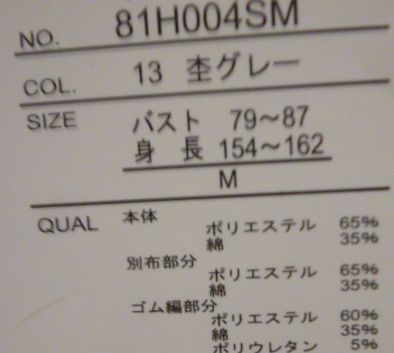 NO. 81H004SM
COL. 13 杢グレー
SIZE バスト 79～87
身 長 154～162
M
QUAL 本体
ポリエステル 65%
綿 35%
別布部分
ポリエステル 65%
綿 35%
ゴム編部分
ポリエステル 60%
綿 35%
ポリウレタン 5%